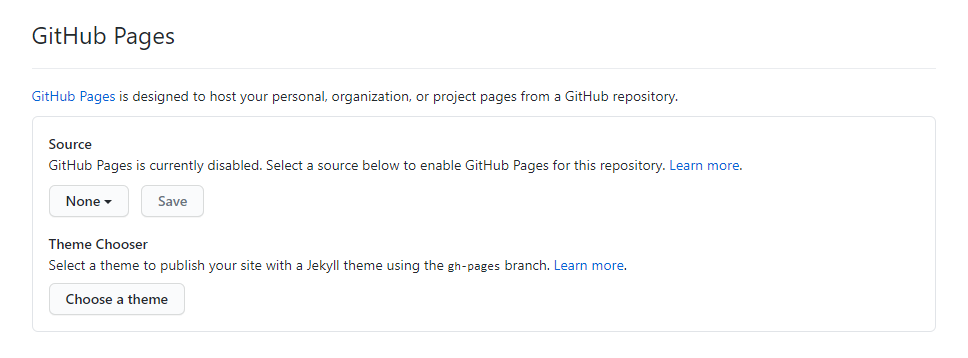 GitHub Pages
GitHub Pages is designed to host your personal, organization, or project pages from a GitHub repository.
Source
GitHub Pages is currently disabled. Select a source below to enable GitHub Pages for this repository. Learn more.
None Save
Theme Chooser
Select a theme to publish your site with a Jekyll theme using the gh-pages branch. Learn more.
Choose a theme